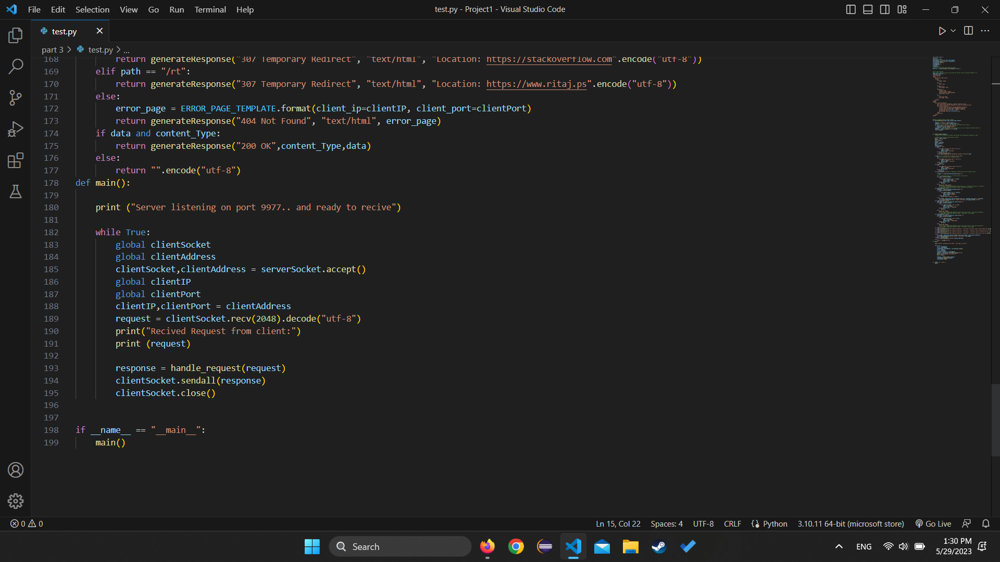 File Edit Selection View Go Run Terminal Help
test.py - Project1 - Visual Studio Code
test.py
part 3 > test.py > ...
168         return generateResponse("307 Temporary Redirect", "text/html", "Location: https://stackoverflow.com".encode("utf-8"))
169     elif path == "/rt":
170         return generateResponse("307 Temporary Redirect", "text/html", "Location: https://www.ritaj.ps".encode("utf-8"))
171     else:
172         error_page = ERROR_PAGE_TEMPLATE.format(client_ip=clientIP, client_port=clientPort)
173         return generateResponse("404 Not Found", "text/html", error_page)
174     if data and content_Type:
175         return generateResponse("200 OK",content_Type,data)
176     else:
177         return "".encode("utf-8")
178 def main():
179
180     print ("Server listening on port 9977.. and ready to recive")
181
182     while True:
183         global clientSocket
184         global clientAddress
185         clientSocket,clientAddress = serverSocket.accept()
186         global clientIP
187         global clientPort
188         clientIP,clientPort = clientAddress
189         request = clientSocket.recv(2048).decode("utf-8")
190         print("Recived Request from client:")
191         print (request)
192
193         response = handle_request(request)
194         clientSocket.sendall(response)
195         clientSocket.close()
196
197
198 if __name__ == "__main__":
199     main()
0 0
Ln 15, Col 22 Spaces: 4 UTF-8 CRLF Python 3.10.11 64-bit (microsoft store) Go Live
Search
ENG
1:30 PM
5/29/2023